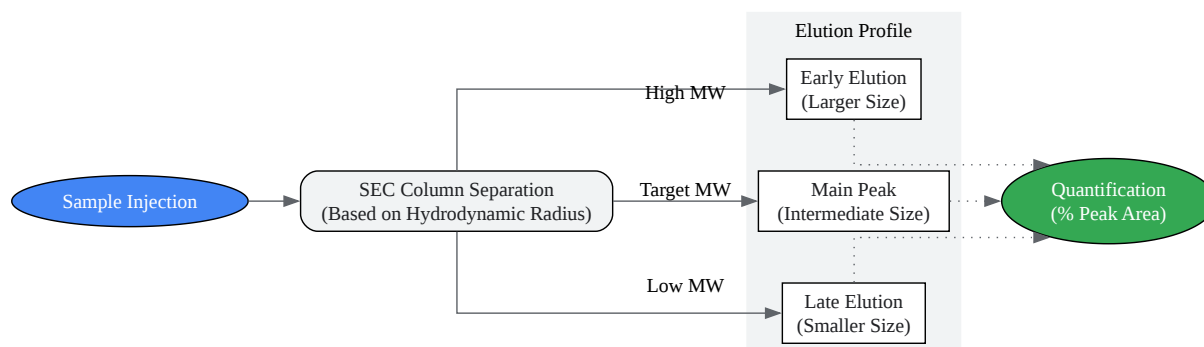 Elution Profile
Early Elution
(Larger Size)
High MW
Sample Injection
SEC Column Separation
(Based on Hydrodynamic Radius)
Target MW
Main Peak
(Intermediate Size)
Quantification
(% Peak Area)
Low MW
Late Elution
(Smaller Size)